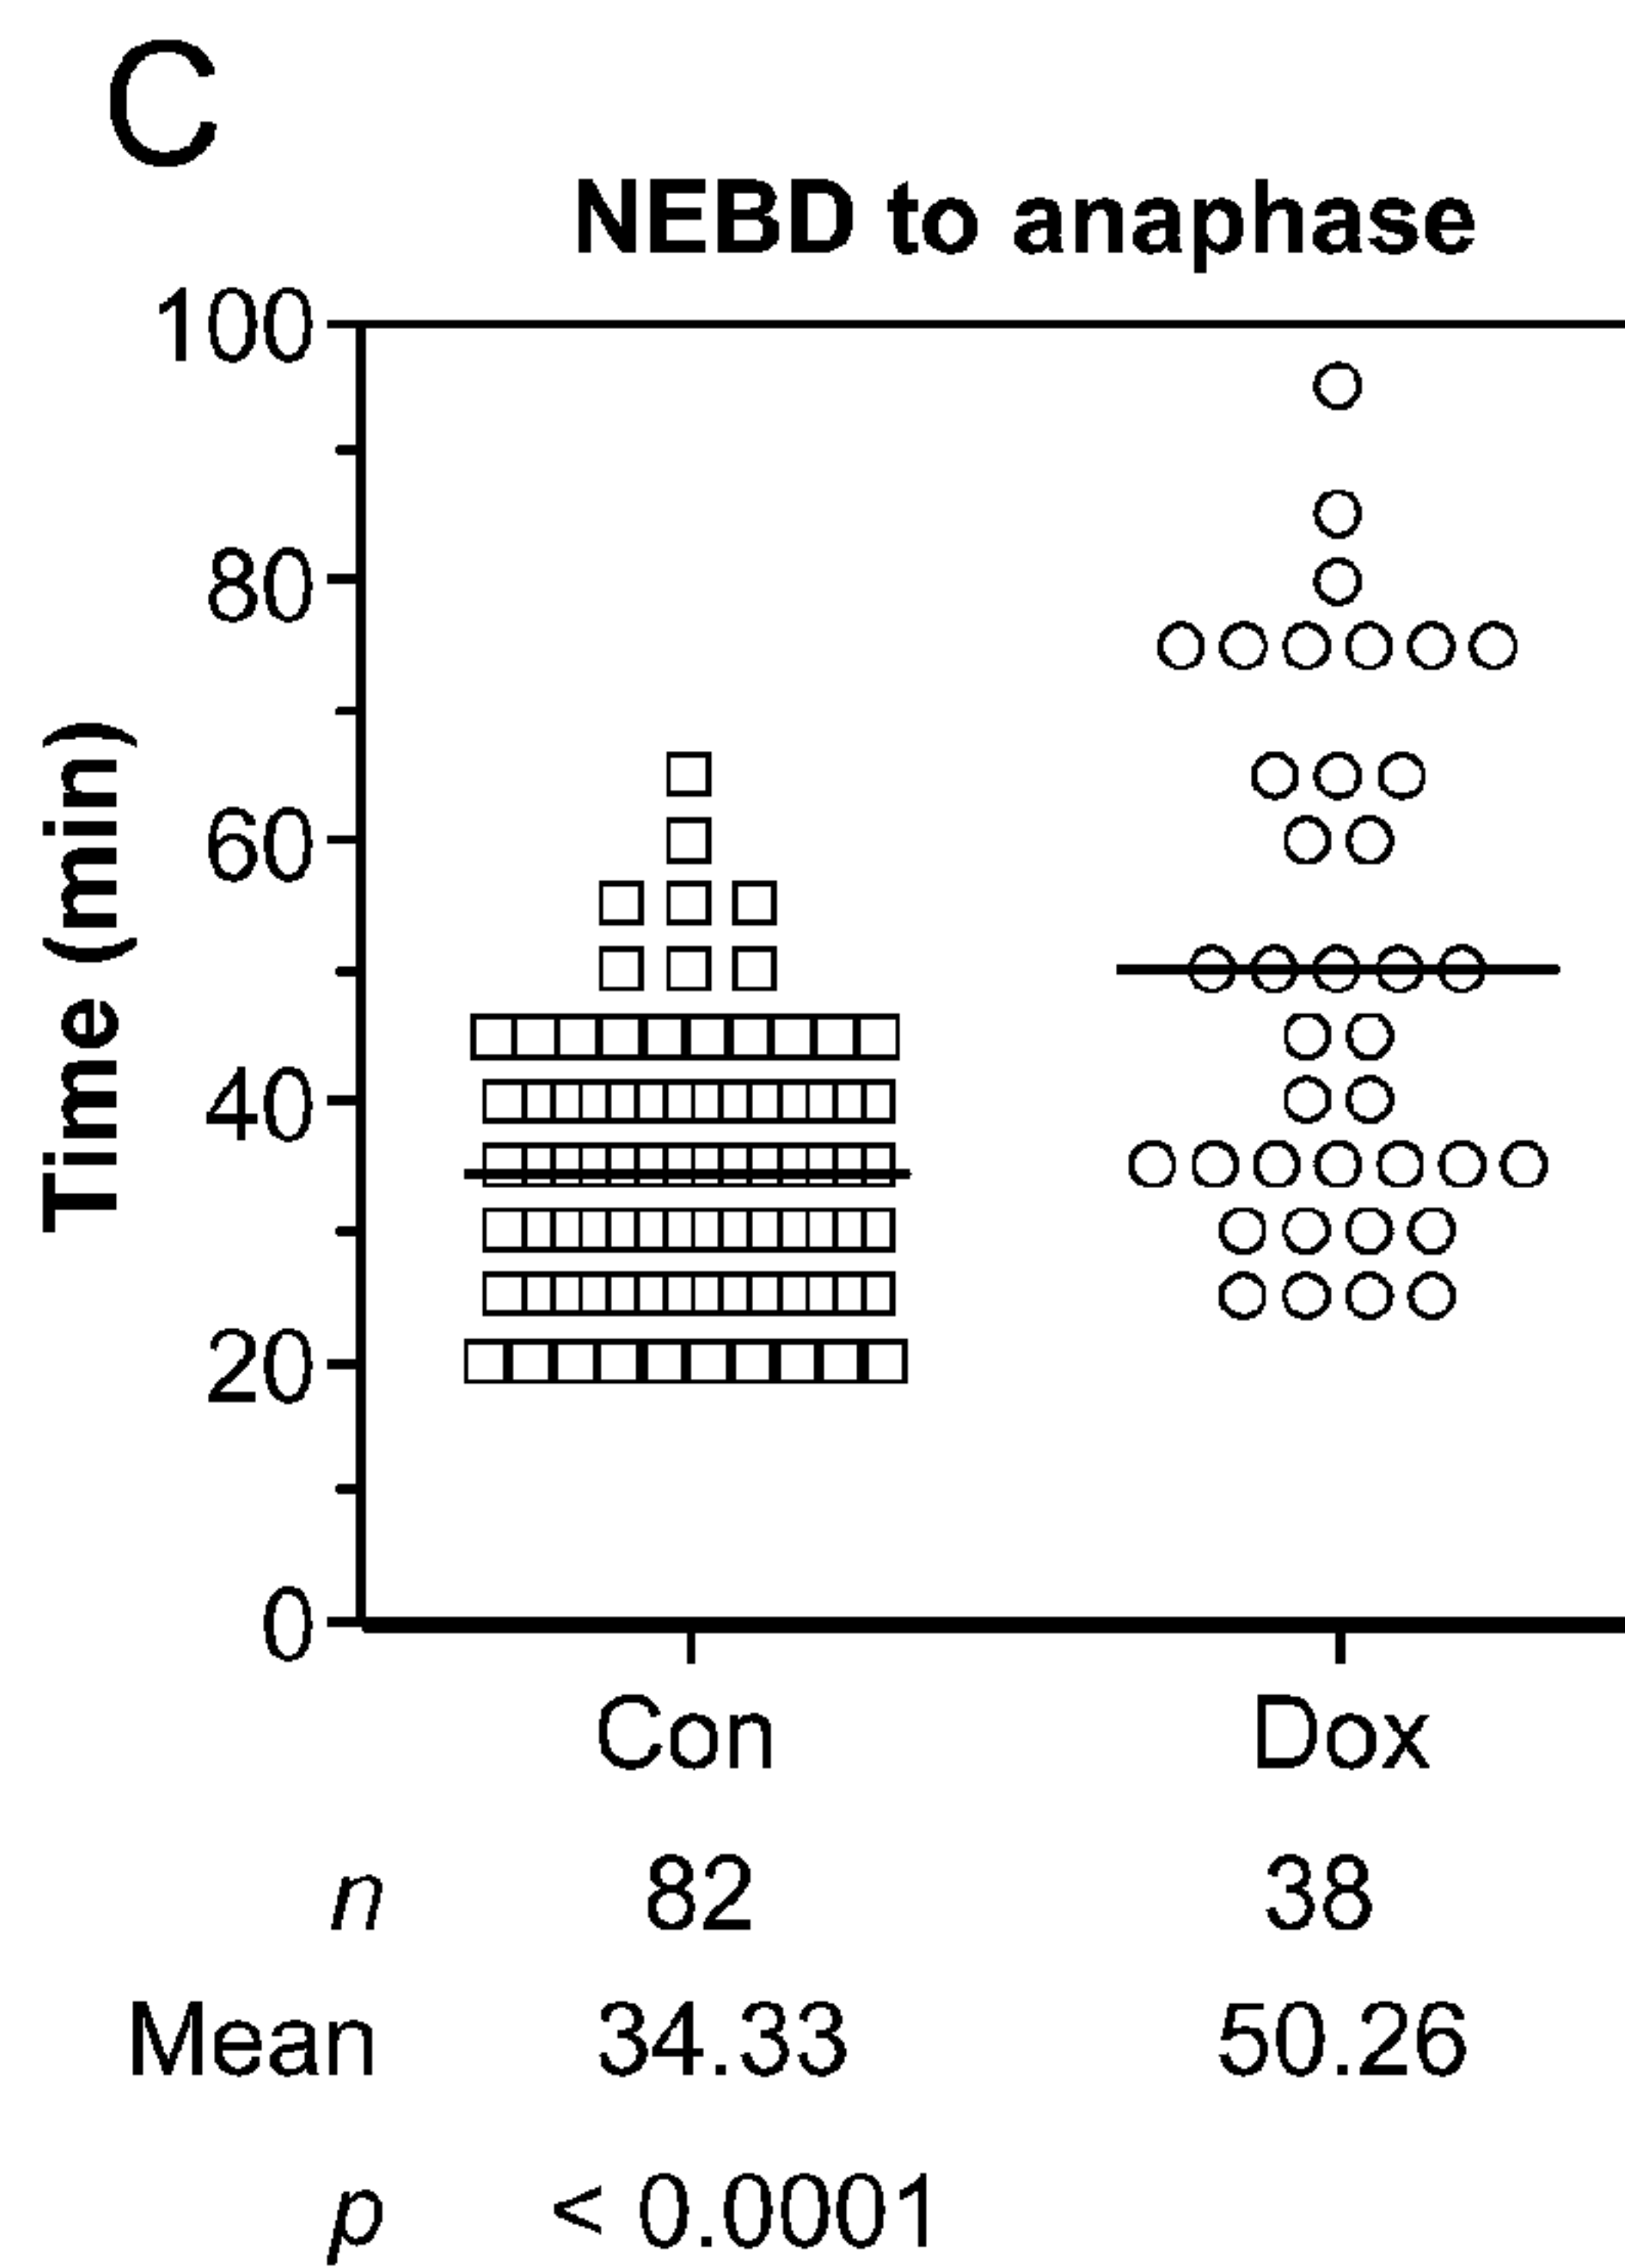 C
NEBD to anaphase
100
80
60
40
20
0
Time (min)
Con Dox
n 82 38
Mean 34.33 50.26
p < 0.0001